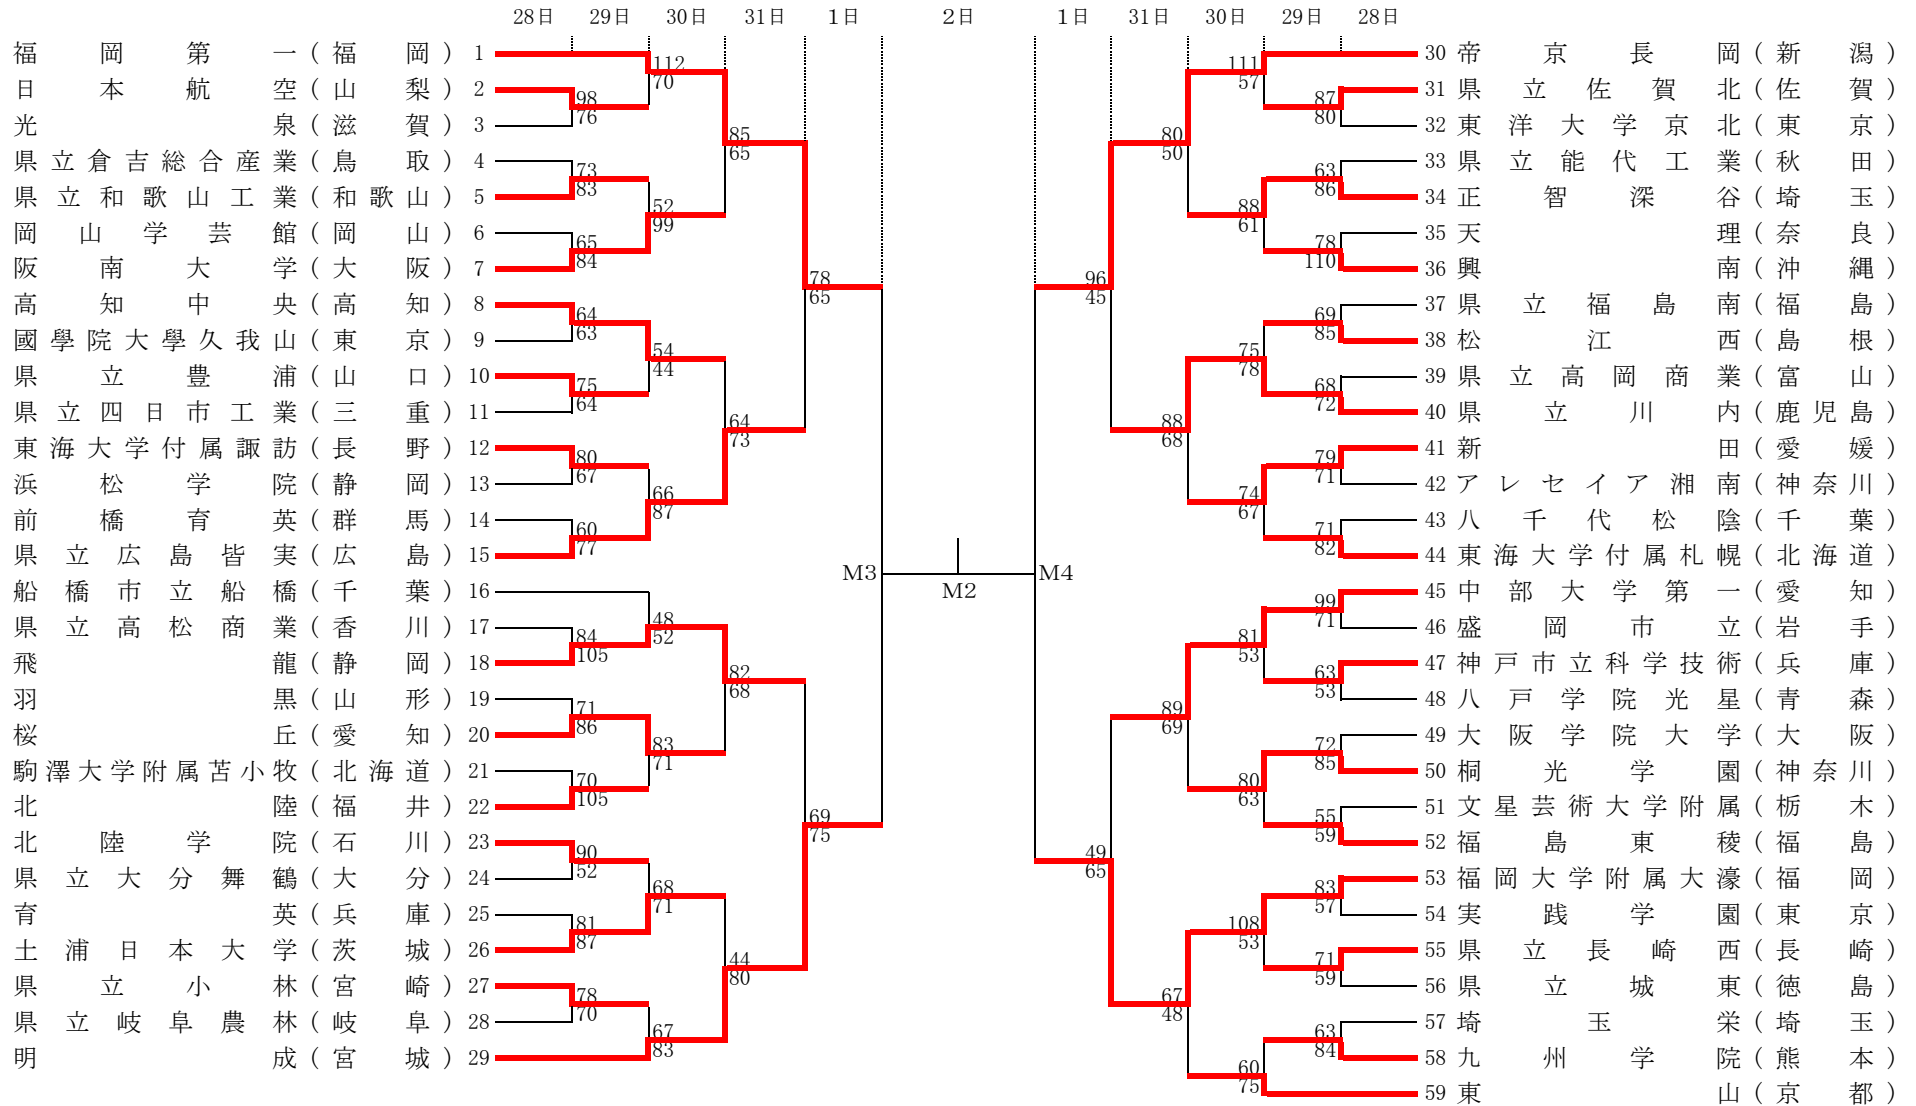 28日 29日 30日 31日 1日 2日 1日 31日 30日 29日 28日
福岡第一(福岡) 1
日本航空(山梨) 2
光泉(滋賀) 3
県立倉吉総合産業(鳥取) 4
県立和歌山工業(和歌山) 5
岡山学芸館(岡山) 6
阪南大学(大阪) 7
高知中央(高知) 8
國學院大學久我山(東京) 9
県立豊浦(山口) 10
県立四日市工業(三重) 11
東海大学付属諏訪(長野) 12
浜松学院(静岡) 13
前橋育英(群馬) 14
県立広島皆実(広島) 15
船橋市立船橋(千葉) 16
県立高松商業(香川) 17
飛龍(静岡) 18
羽黒(山形) 19
桜丘(愛知) 20
駒澤大学附属苫小牧(北海道) 21
北陸(福井) 22
北陸学院(石川) 23
県立大分舞鶴(大分) 24
育英(兵庫) 25
土浦日本大学(茨城) 26
県立小林(宮崎) 27
県立岐阜農林(岐阜) 28
明成(宮城) 29
98
76
73
83
65
84
64
63
75
64
80
67
60
77
84
105
71
86
70
105
90
52
81
87
78
70
112
70
52
99
54
44
66
87
48
52
83
71
68
71
67
83
85
65
64
73
82
68
44
80
78
65
69
75
M3
M2
M4
96
45
49
65
80
50
88
68
89
69
67
48
111
57
88
61
75
78
74
67
81
53
80
63
108
53
60
75
87
80
63
86
78
110
69
85
68
72
79
71
71
82
99
71
63
53
72
85
55
59
83
57
71
59
63
84
30 帝京長岡(新潟)
31 県立佐賀北(佐賀)
32 東洋大学京北(東京)
33 県立能代工業(秋田)
34 正智深谷(埼玉)
35 天理(奈良)
36 興南(沖縄)
37 県立福島南(福島)
38 松江西(島根)
39 県立高岡商業(富山)
40 県立川内(鹿児島)
41 新田(愛媛)
42 アレセイア湘南(神奈川)
43 八千代松陰(千葉)
44 東海大学付属札幌(北海道)
45 中部大学第一(愛知)
46 盛岡市立(岩手)
47 神戸市立科学技術(兵庫)
48 八戸学院光星(青森)
49 大阪学院大学(大阪)
50 桐光学園(神奈川)
51 文星芸術大学附属(栃木)
52 福島東稜(福島)
53 福岡大学附属大濠(福岡)
54 実践学園(東京)
55 県立長崎西(長崎)
56 県立城東(徳島)
57 埼玉栄(埼玉)
58 九州学院(熊本)
59 東山(京都)